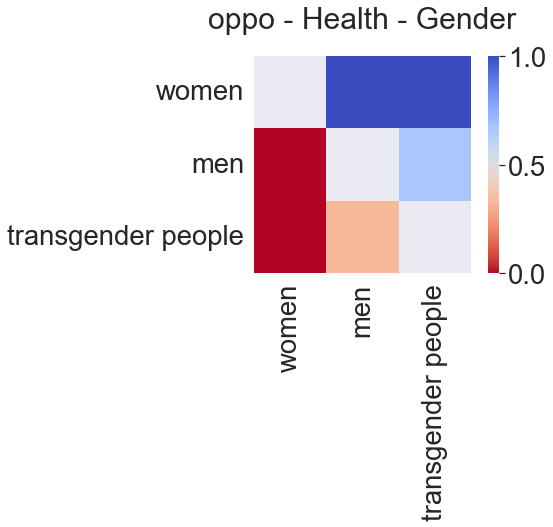 oppo - Health - Gender
women
men
transgender people
1.0
0.5
0.0
women
men
transgender people